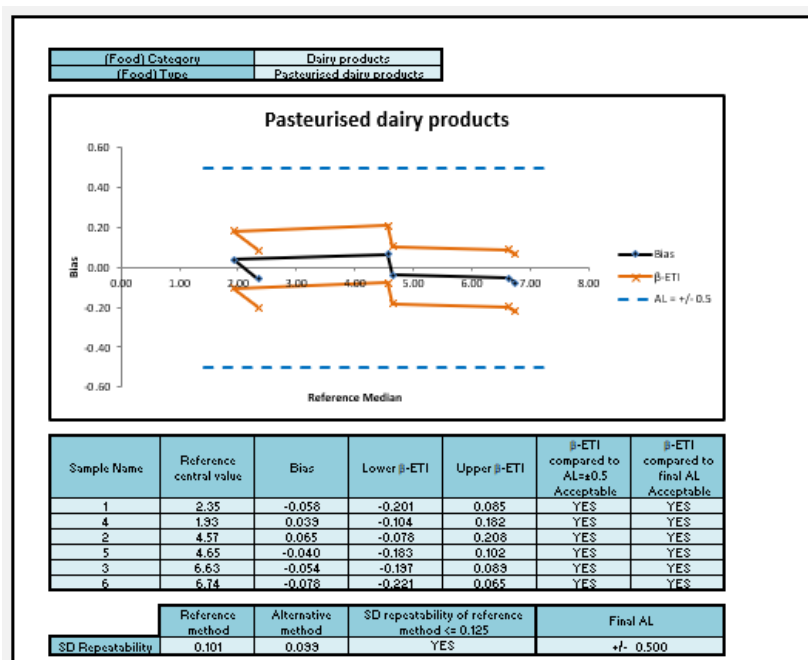 (Food) Category Dairy products
(Food) Type Pasteurised dairy products
Pasteurised dairy products
0.60
0.40
0.20
0.00
-0.20
-0.40
-0.60
0.00 1.00 2.00 3.00 4.00 5.00 6.00 7.00 8.00
Bias
Reference Median
Bias
β-ETI
AL = +/- 0.5
Sample Name Reference central value Bias Lower β-ETI Upper β-ETI β-ETI compared to AL=±0.5 Acceptable β-ETI compared to final AL Acceptable
1 2.35 -0.058 -0.201 0.085 YES YES
4 1.93 0.039 -0.104 0.182 YES YES
2 4.57 0.065 -0.078 0.208 YES YES
5 4.65 -0.040 -0.183 0.102 YES YES
3 6.63 -0.054 -0.197 0.089 YES YES
6 6.74 -0.078 -0.221 0.065 YES YES
Reference method Alternative method SD repeatability of reference method <= 0.125 Final AL
SD Repeatability 0.101 0.099 YES +/- 0.500